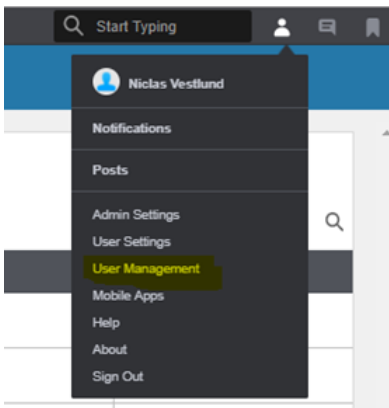 Start Typing
Niclas Vestlund
Notifications
Posts
Admin Settings
User Settings
User Management
Mobile Apps
Help
About
Sign Out